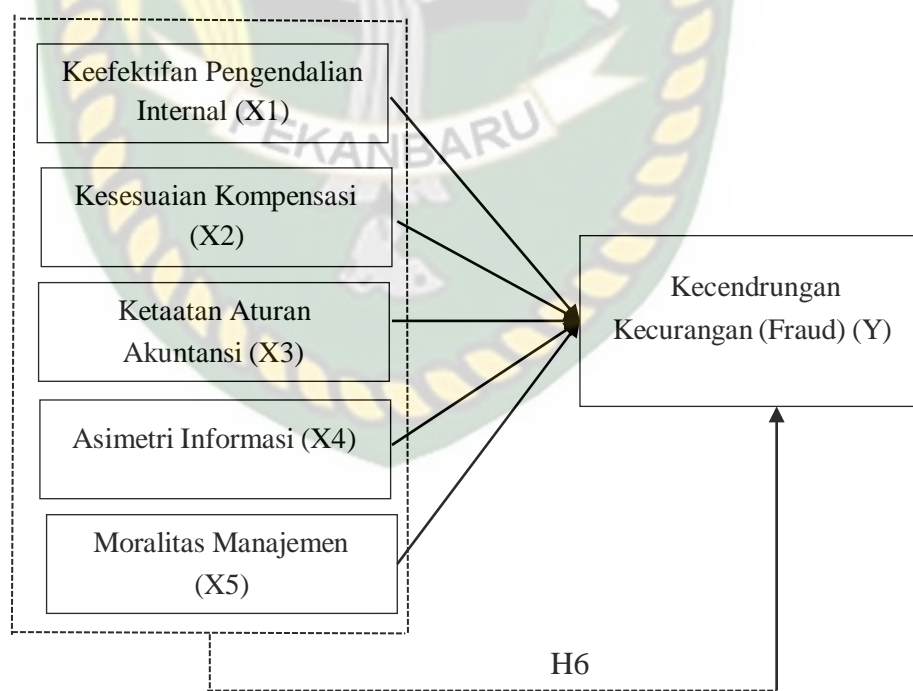 Keefektifan Pengendalian
Internal (X1)
PEKANBARU
Kesesuaian Kompensasi
(X2)
Ketaatan Aturan
Akuntansi (X3)
Asimetri Informasi (X4)
Moralitas Manajemen
(X5)
Kecendrungan
Kecurangan (Fraud) (Y)
H6